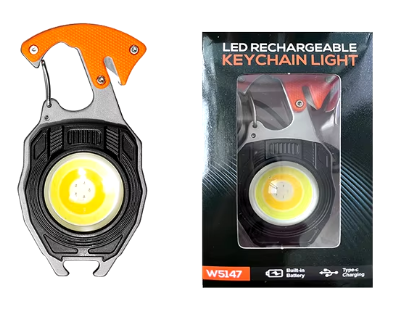 LED RECHARGEABLE
KEYCHAIN LIGHT
W5147
Built-in
Battery
Type-c
Charging